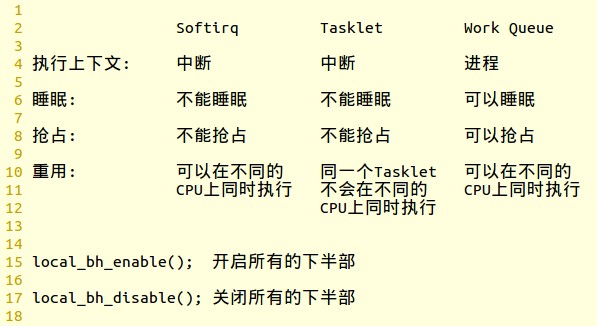 1
2 Softirq Tasklet Work Queue
3
4 执行上下文: 中断 中断 进程
5
6 睡眠: 不能睡眠 不能睡眠 可以睡眠
7
8 抢占: 不能抢占 不能抢占 可以抢占
9
10 重用: 可以在不同的 同一个Tasklet 可以在不同的
11 CPU上同时执行 不会在不同的 CPU上同时执行
12 CPU上同时执行
13
14
15 local_bh_enable(); 开启所有的下半部
16
17 local_bh_disable(); 关闭所有的下半部
18